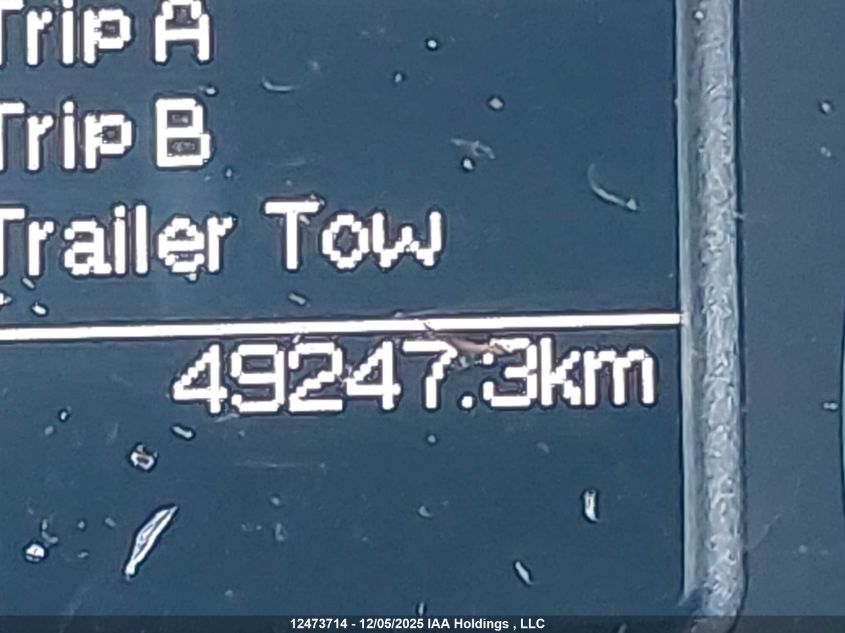 Trip A
Trip B
Trailer Tow
49247.3km
12473714 - 12/05/2025 IAA Holdings , LLC